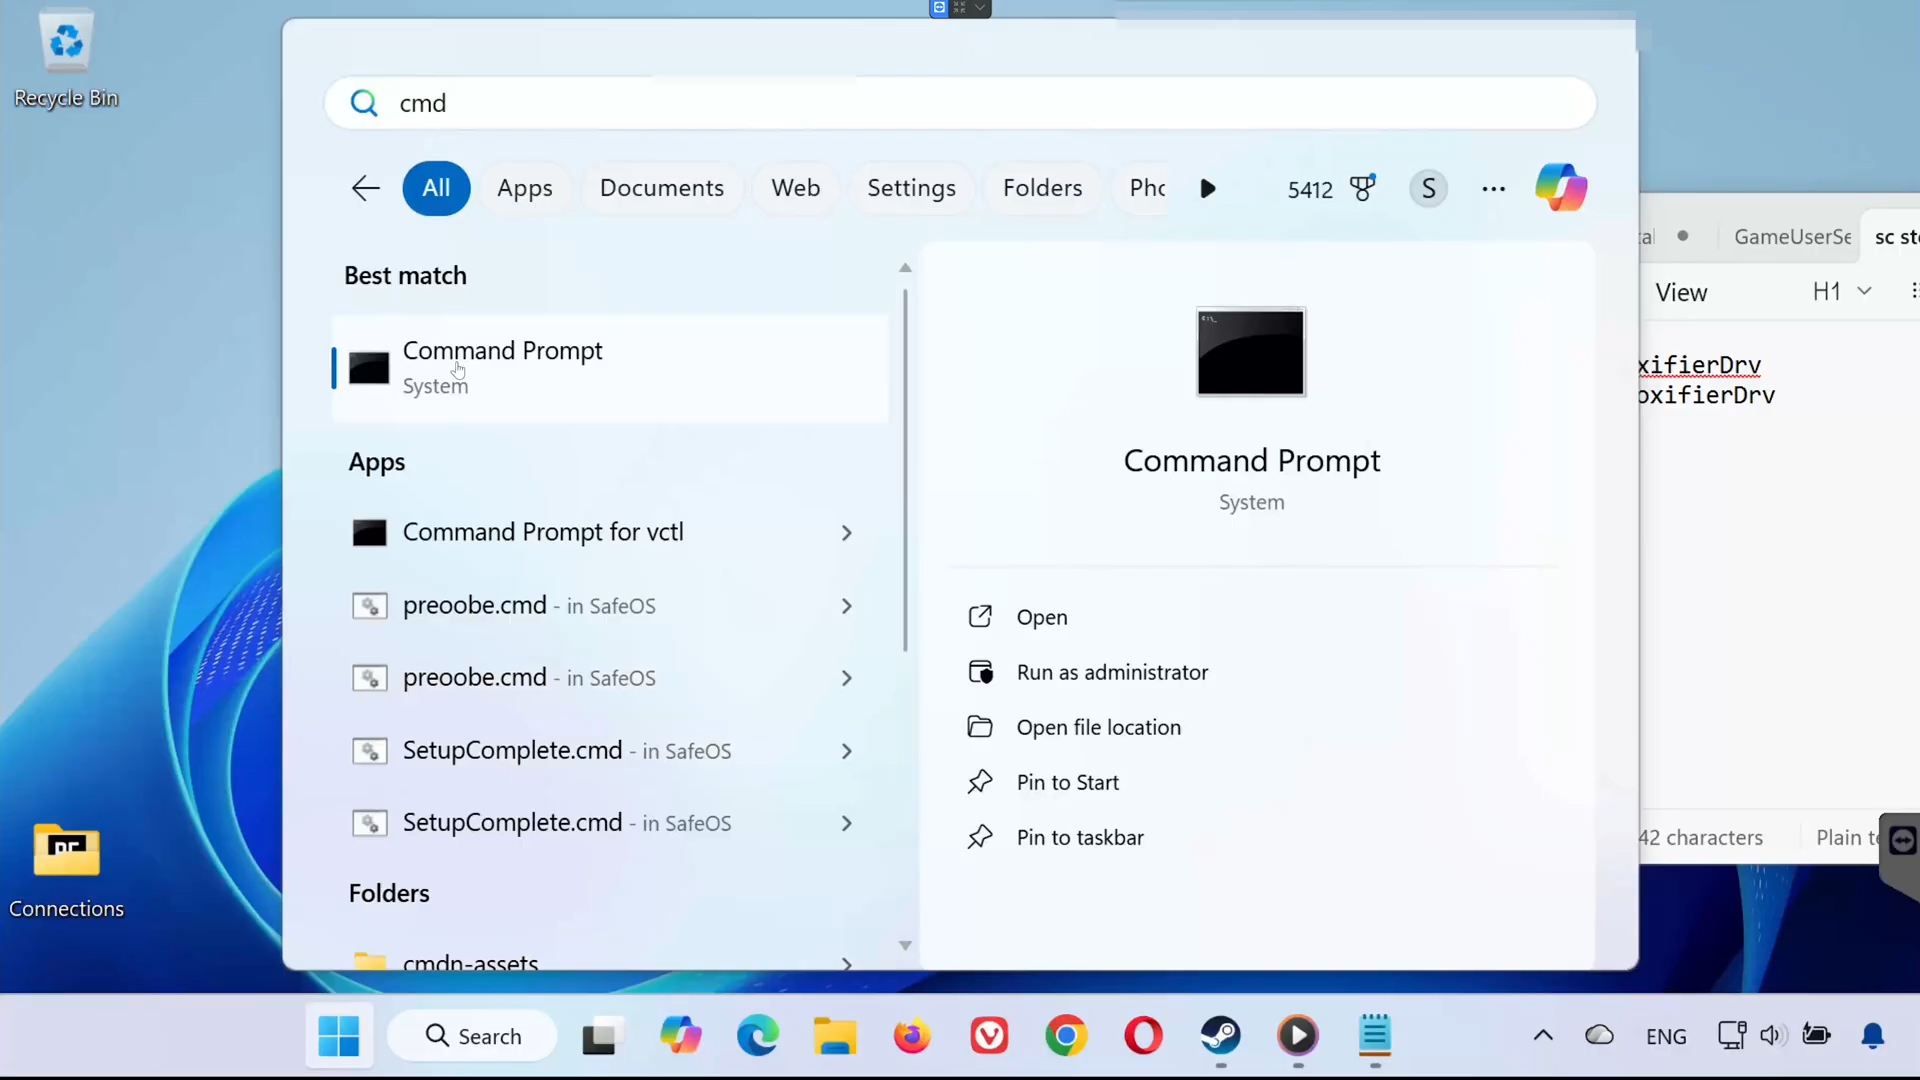 Recycle Bin
cmd
All
Apps
Documents
Web
Settings
Folders
5412
S
Best match
Command Prompt
System
Apps
Command Prompt for vctl
preoobe.cmd - in SafeOS
preoobe.cmd - in SafeOS
SetupComplete.cmd - in SafeOS
SetupComplete.cmd - in SafeOS
Folders
cmdn-assets
Command Prompt
System
Open
Run as administrator
Open file location
Pin to Start
Pin to taskbar
GameUserSe
sc st
View
H1
xifierDrv
oxifierDrv
42 characters
Plain te
Connections
Search
ENG